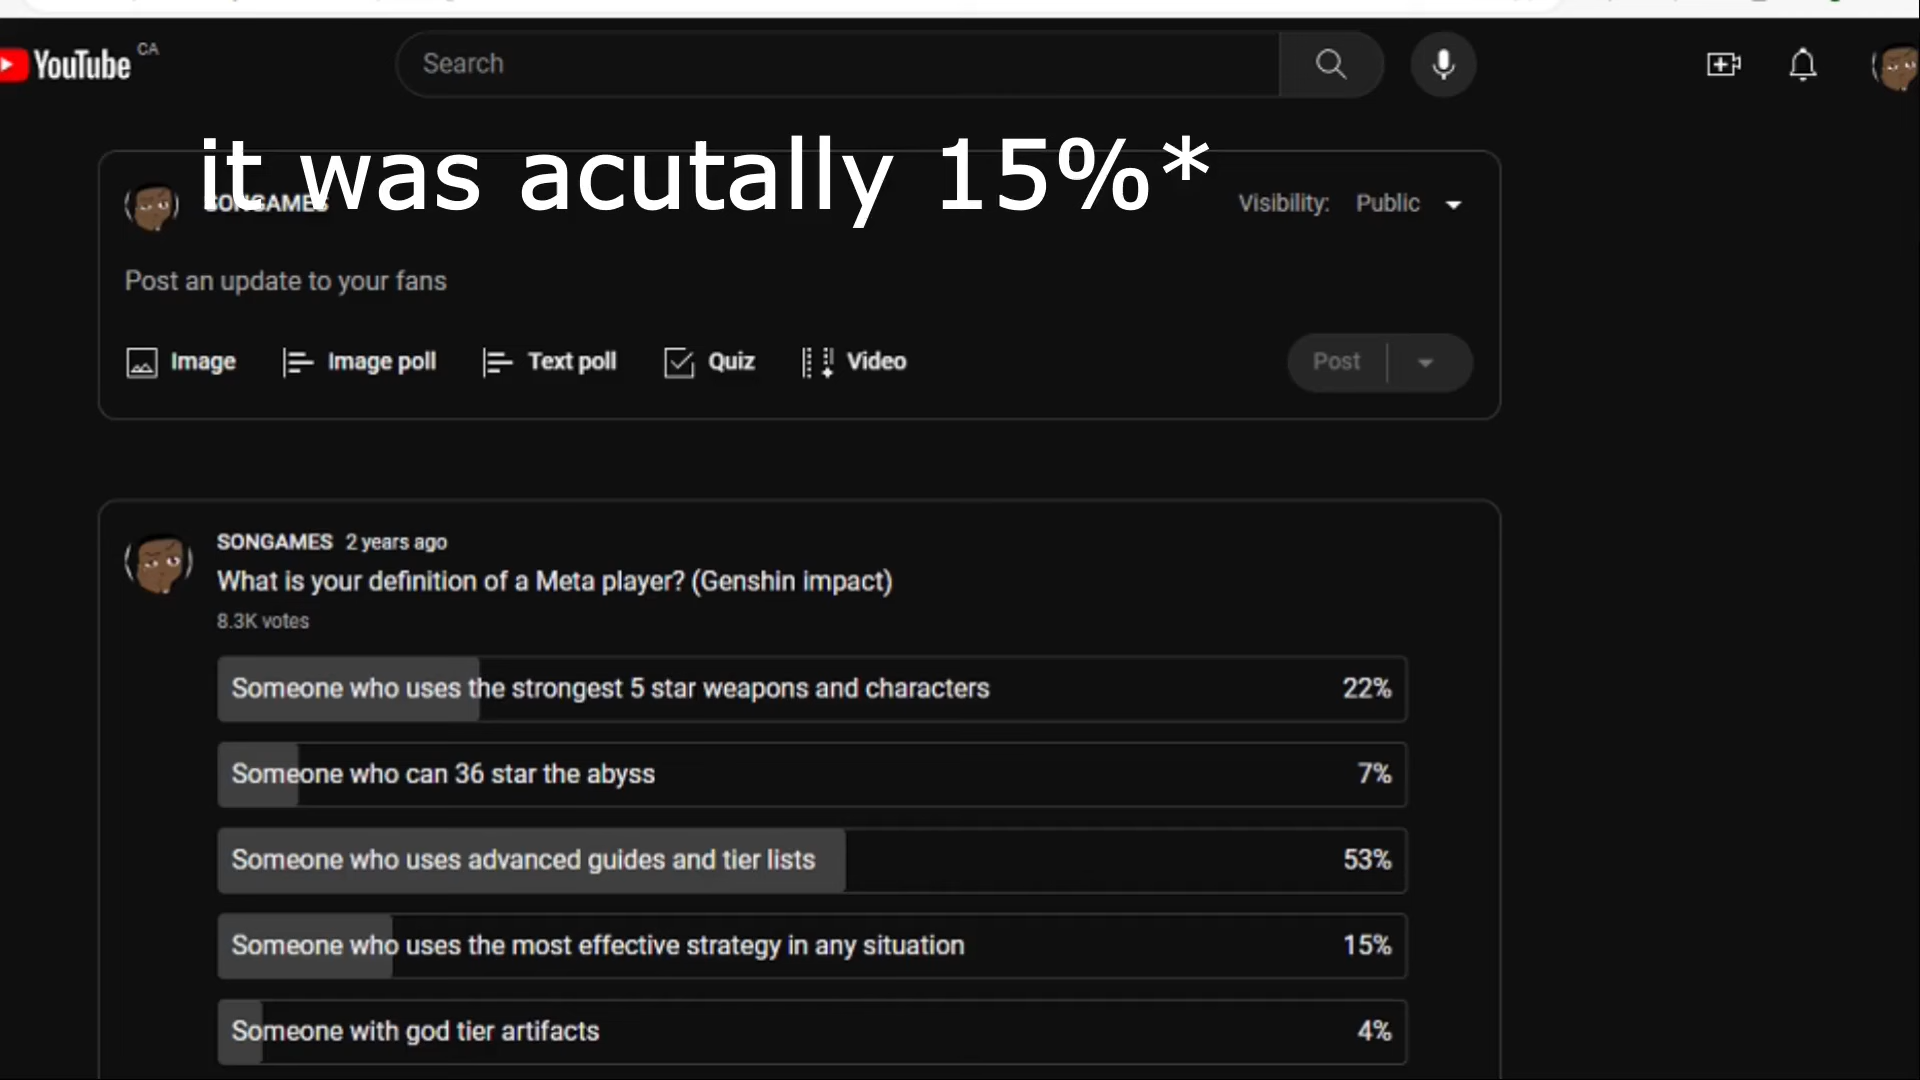 YouTube CA
Search
it was acutally 15%*
SONGAMES
Visibility: Public
Post an update to your fans
Image Image poll Text poll Quiz Video Post
SONGAMES 2 years ago
What is your definition of a Meta player? (Genshin impact)
8.3K votes
Someone who uses the strongest 5 star weapons and characters 22%
Someone who can 36 star the abyss 7%
Someone who uses advanced guides and tier lists 53%
Someone who uses the most effective strategy in any situation 15%
Someone with god tier artifacts 4%